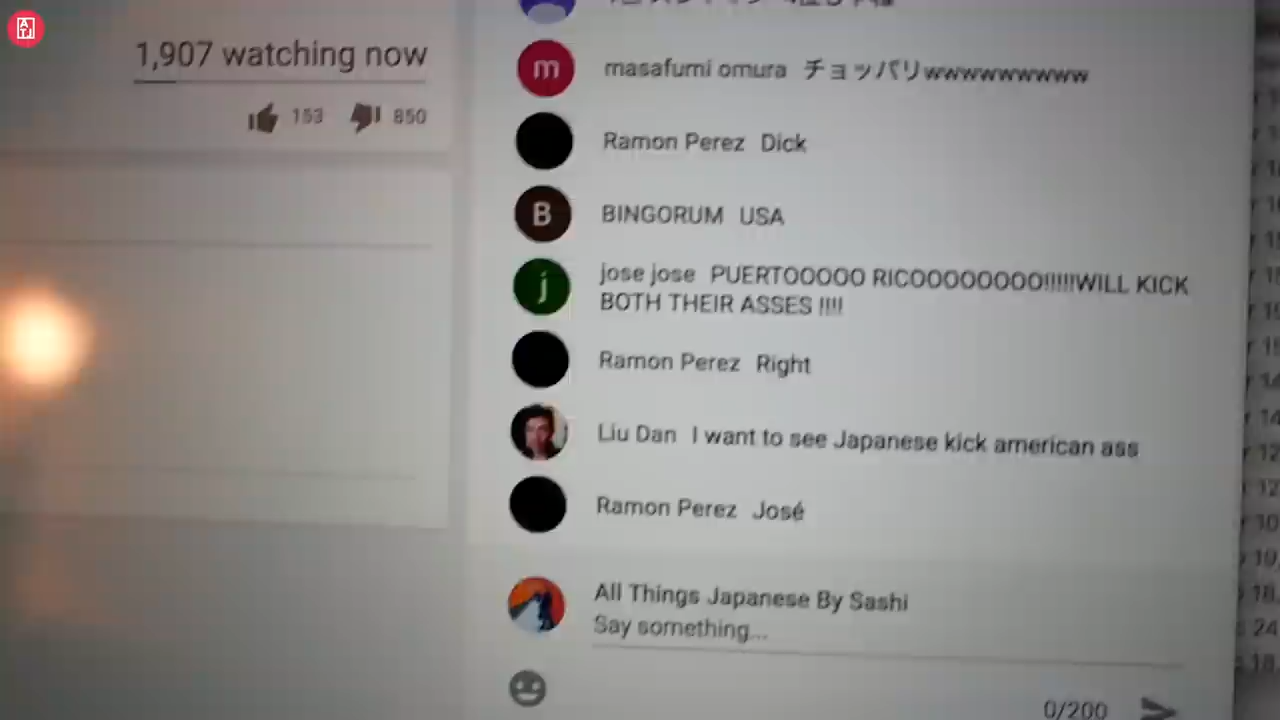 1,907 watching now
153 850
masafumi omura チョッパリwwwwwwwwww
Ramon Perez Dick
B
BINGORUM USA
j
jose jose PUERTOOOOO RICOOOOOOOO!!!!!WILL KICK
BOTH THEIR ASSES !!!!
Ramon Perez Right
Liu Dan I want to see Japanese kick american ass
Ramon Perez José
All Things Japanese By Sashi
Say something...
0/200